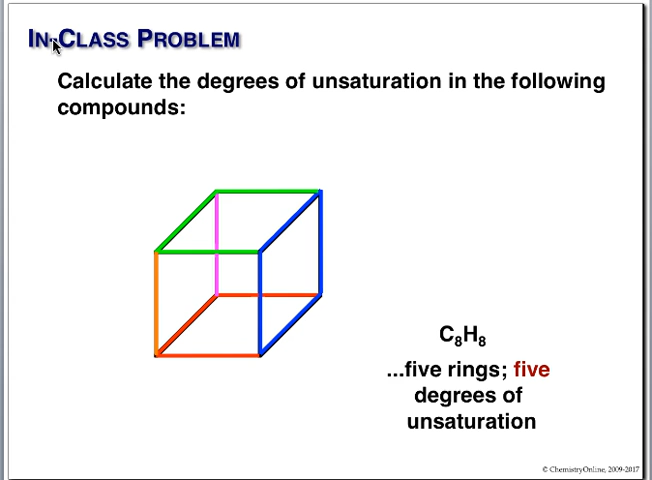 IN-CLASS PROBLEM
Calculate the degrees of unsaturation in the following
compounds:
C₈H₈
...five rings; five
degrees of
unsaturation
© ChemistryOnline, 2009-2017